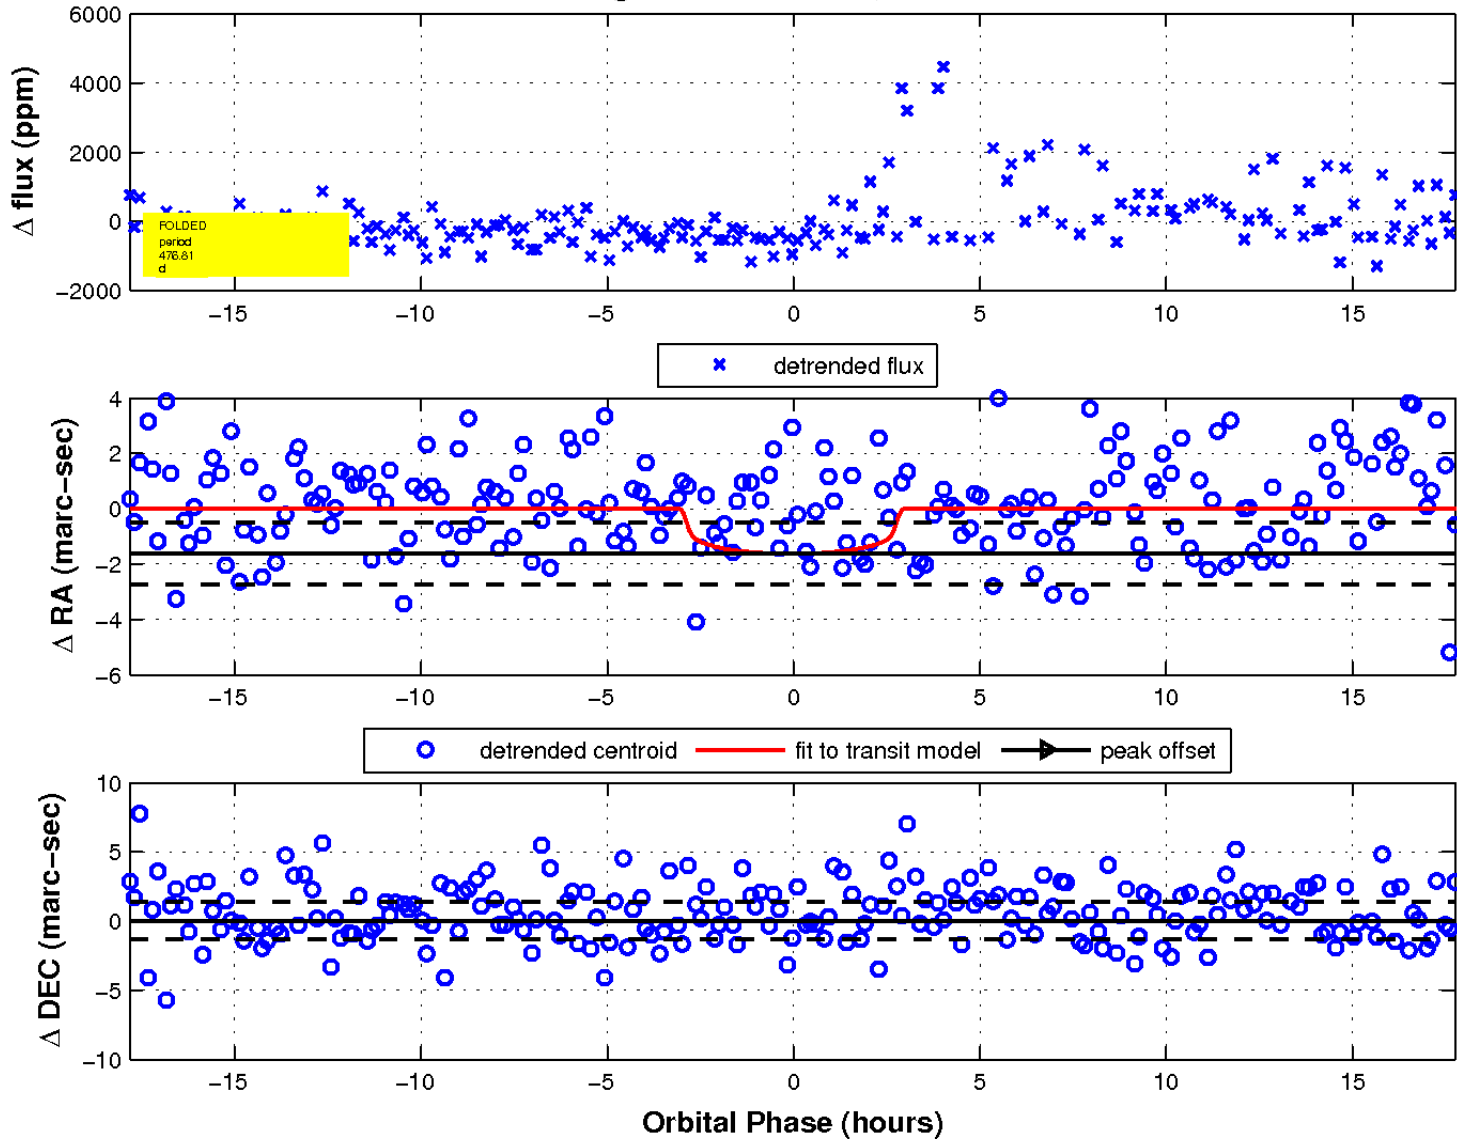 6000
4000
2000
0
−2000
Δ flux (ppm)
FOLDED
period
476.81
d
−15 −10 −5 0 5 10 15
detrended flux
4
2
0
−2
−4
−6
Δ RA (marc−sec)
−15 −10 −5 0 5 10 15
detrended centroid fit to transit model peak offset
10
5
0
−5
−10
Δ DEC (marc−sec)
−15 −10 −5 0 5 10 15
Orbital Phase (hours)